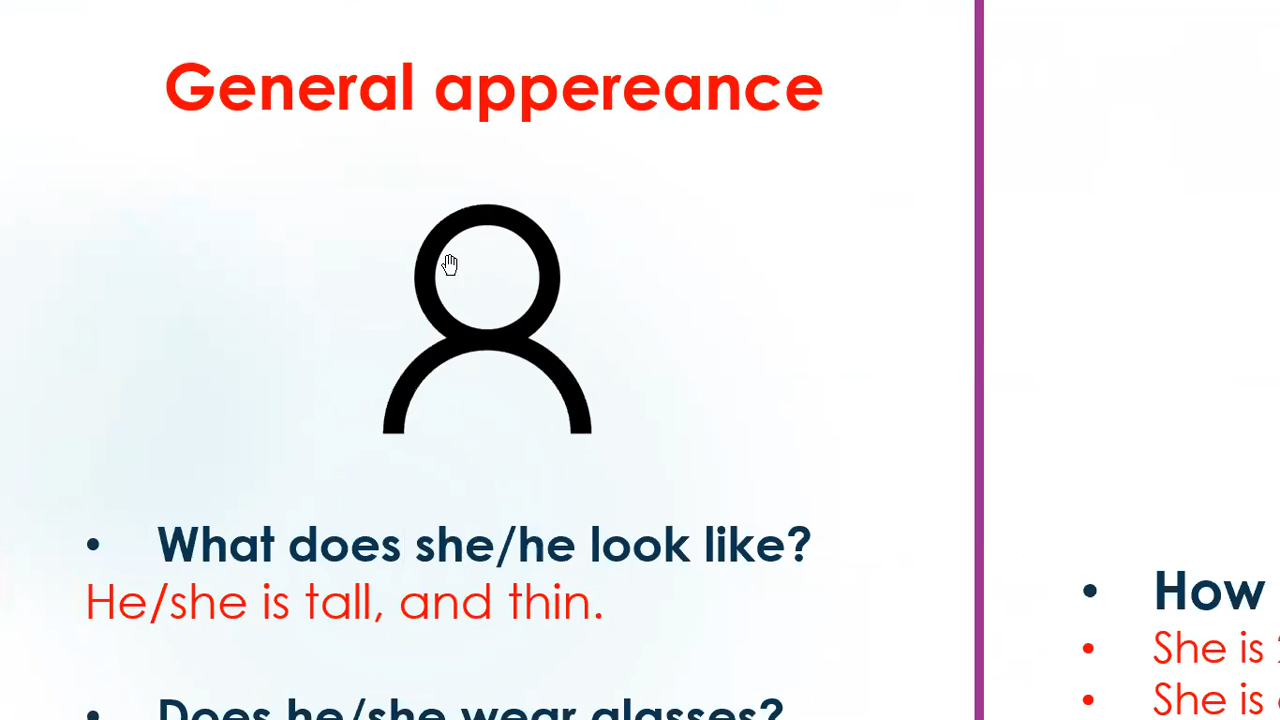 General appereance
• What does she/he look like?
He/she is tall, and thin.
• Does he/she wear glasses?
• How
• She is
• She is